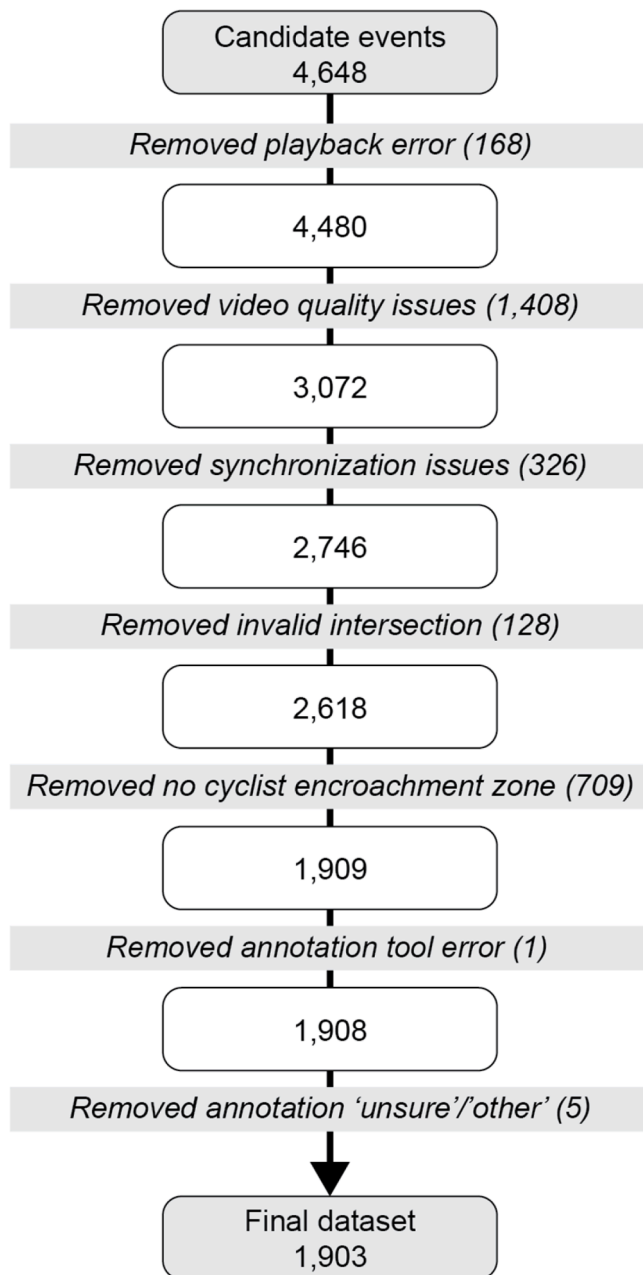 Candidate events
4,648
Removed playback error (168)
4,480
Removed video quality issues (1,408)
3,072
Removed synchronization issues (326)
2,746
Removed invalid intersection (128)
2,618
Removed no cyclist encroachment zone (709)
1,909
Removed annotation tool error (1)
1,908
Removed annotation ‘unsure’/’other’ (5)
Final dataset
1,903